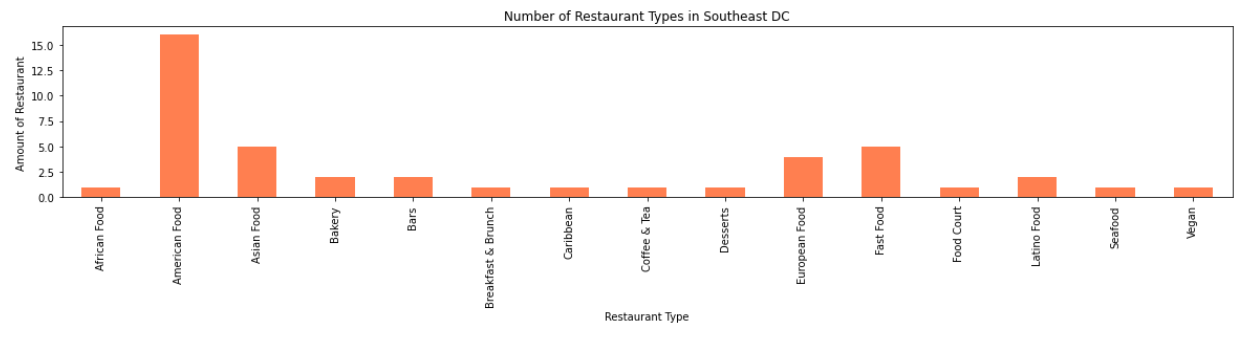 Number of Restaurant Types in Southeast DC
Amount of Restaurant
15.0
12.5
10.0
7.5
5.0
2.5
0.0
African Food
American Food
Asian Food
Bakery
Bars
Breakfast & Brunch
Caribbean
Coffee & Tea
Desserts
European Food
Fast Food
Food Court
Latino Food
Seafood
Vegan
Restaurant Type